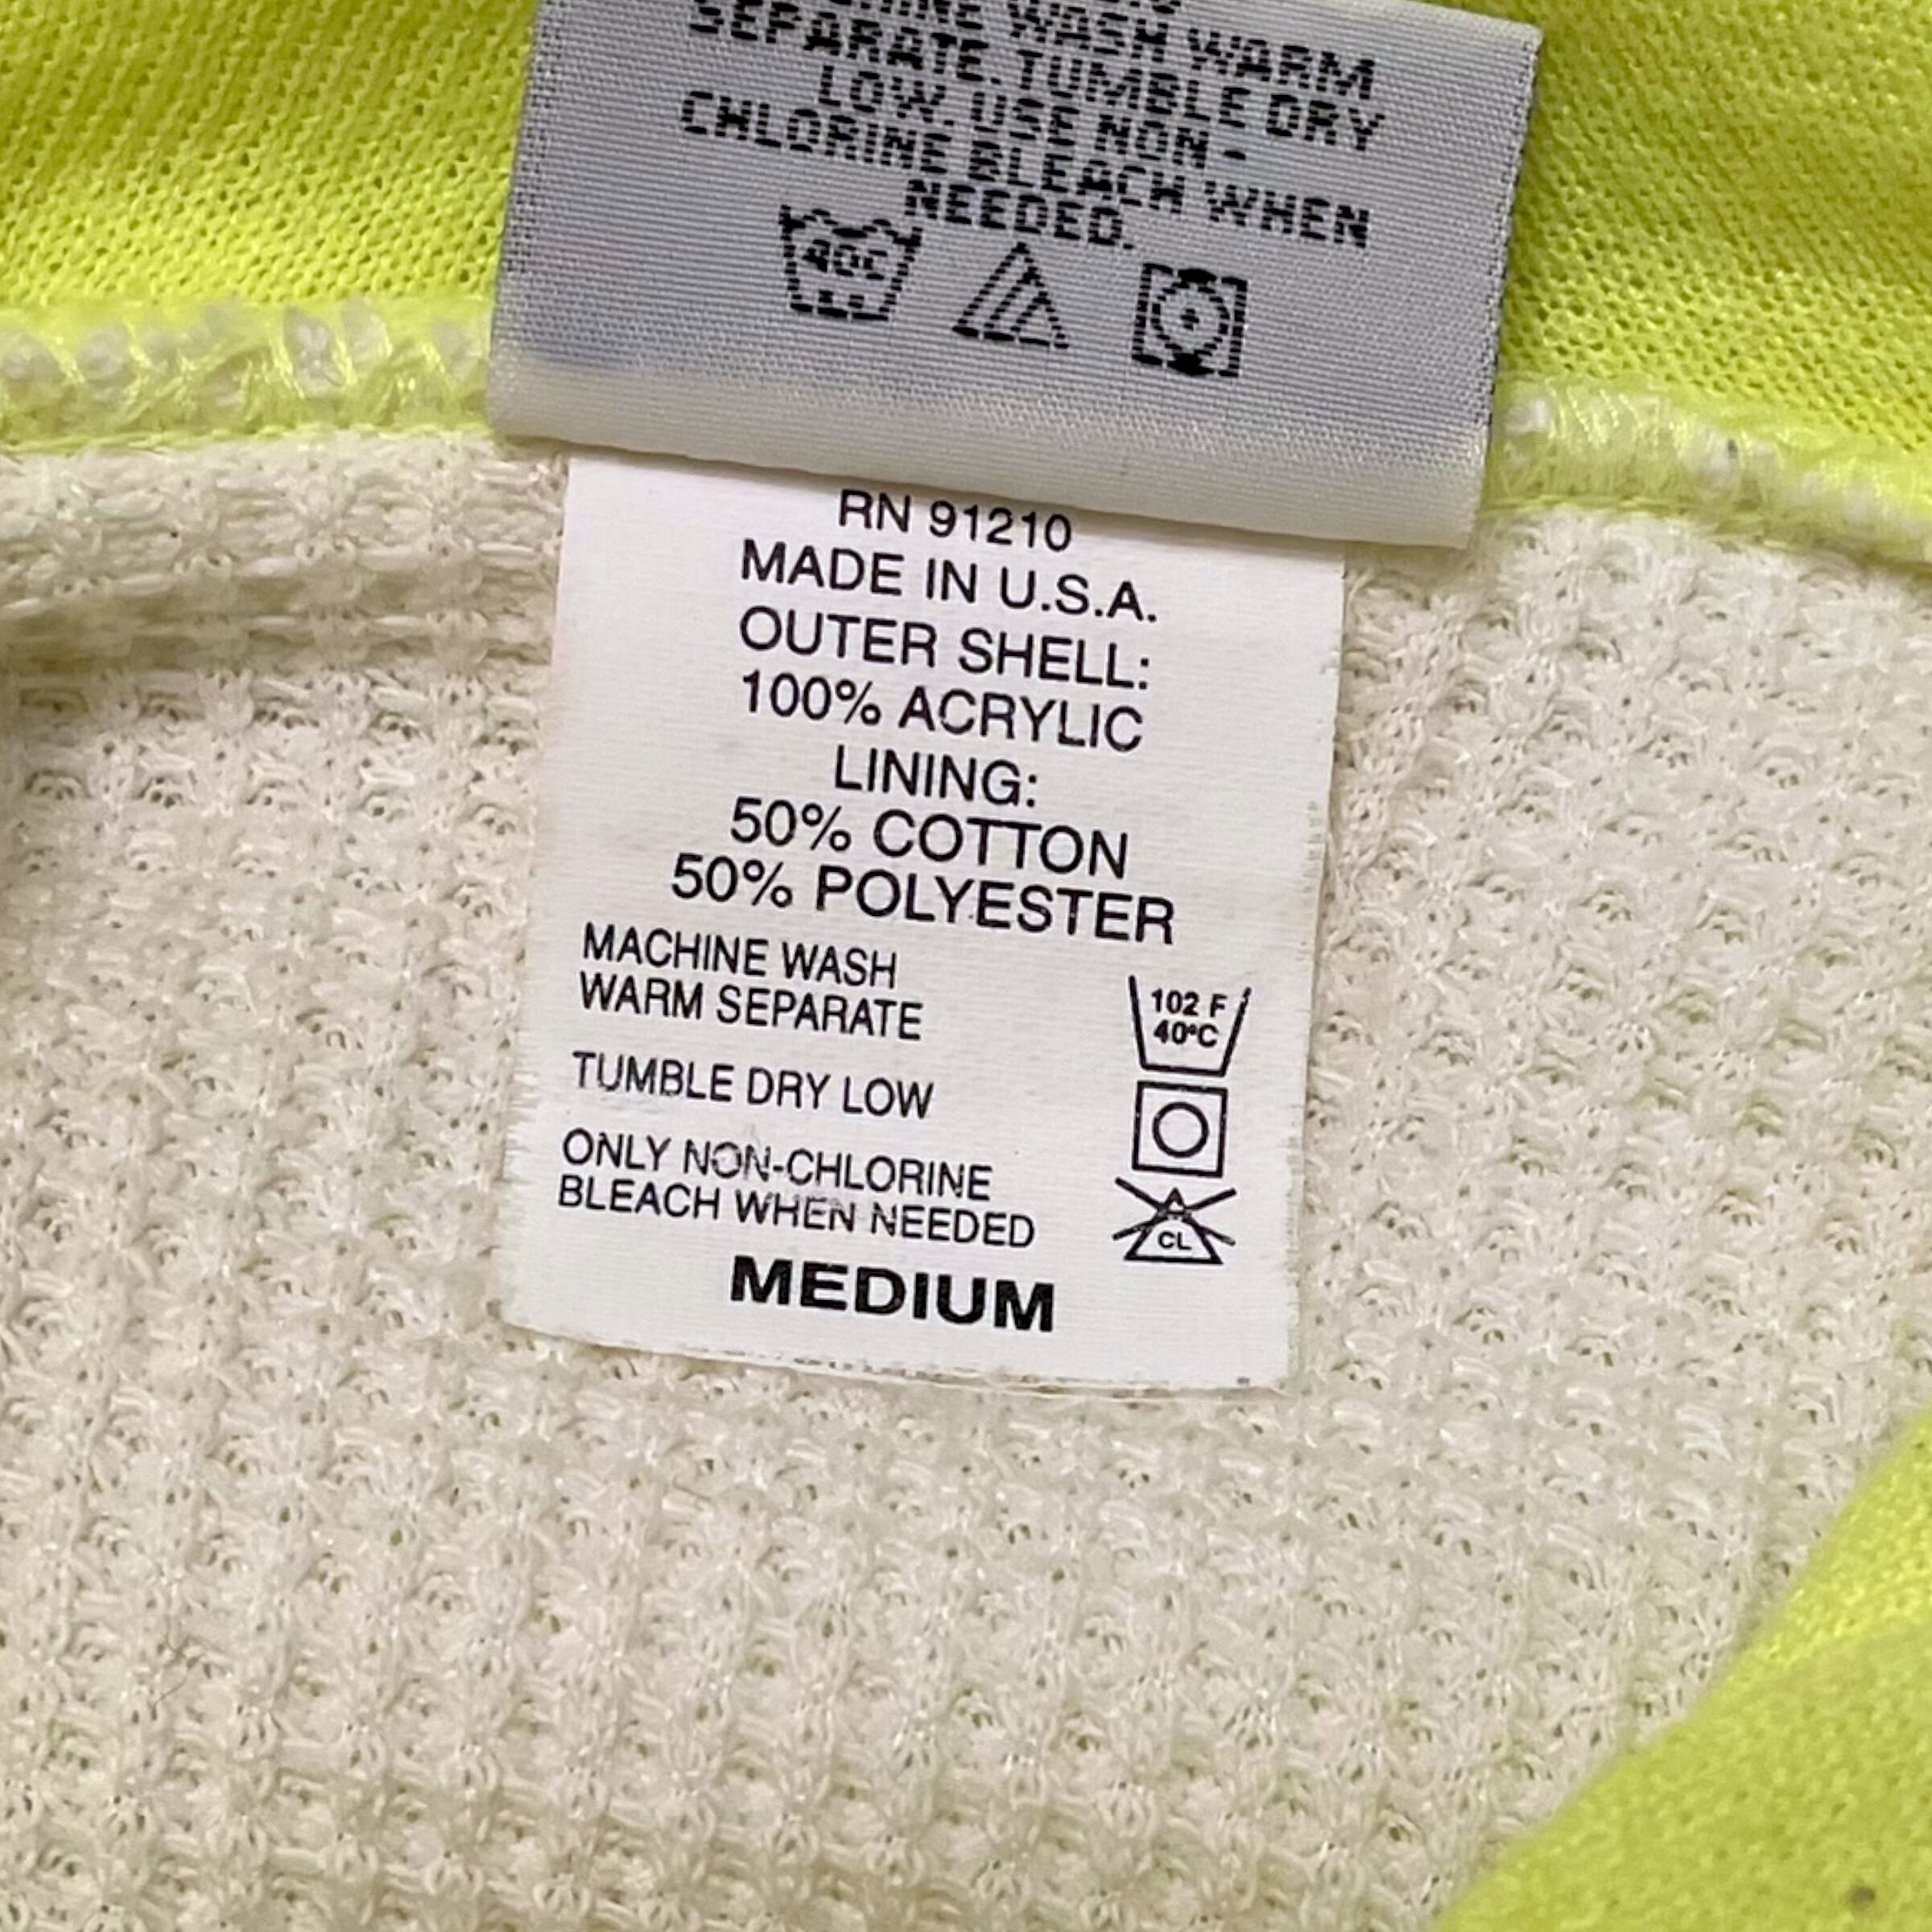 WASH WARM
SEPARATE. TUMBLE DRY
LOW. USE NON-
CHLORINE BLEACH WHEN
NEEDED.
40C
RN 91210
MADE IN U.S.A.
OUTER SHELL:
100% ACRYLIC
LINING:
50% COTTON
50% POLYESTER
MACHINE WASH
WARM SEPARATE
102 F
40°C
TUMBLE DRY LOW
ONLY NON-CHLORINE
BLEACH WHEN NEEDED
CL
MEDIUM